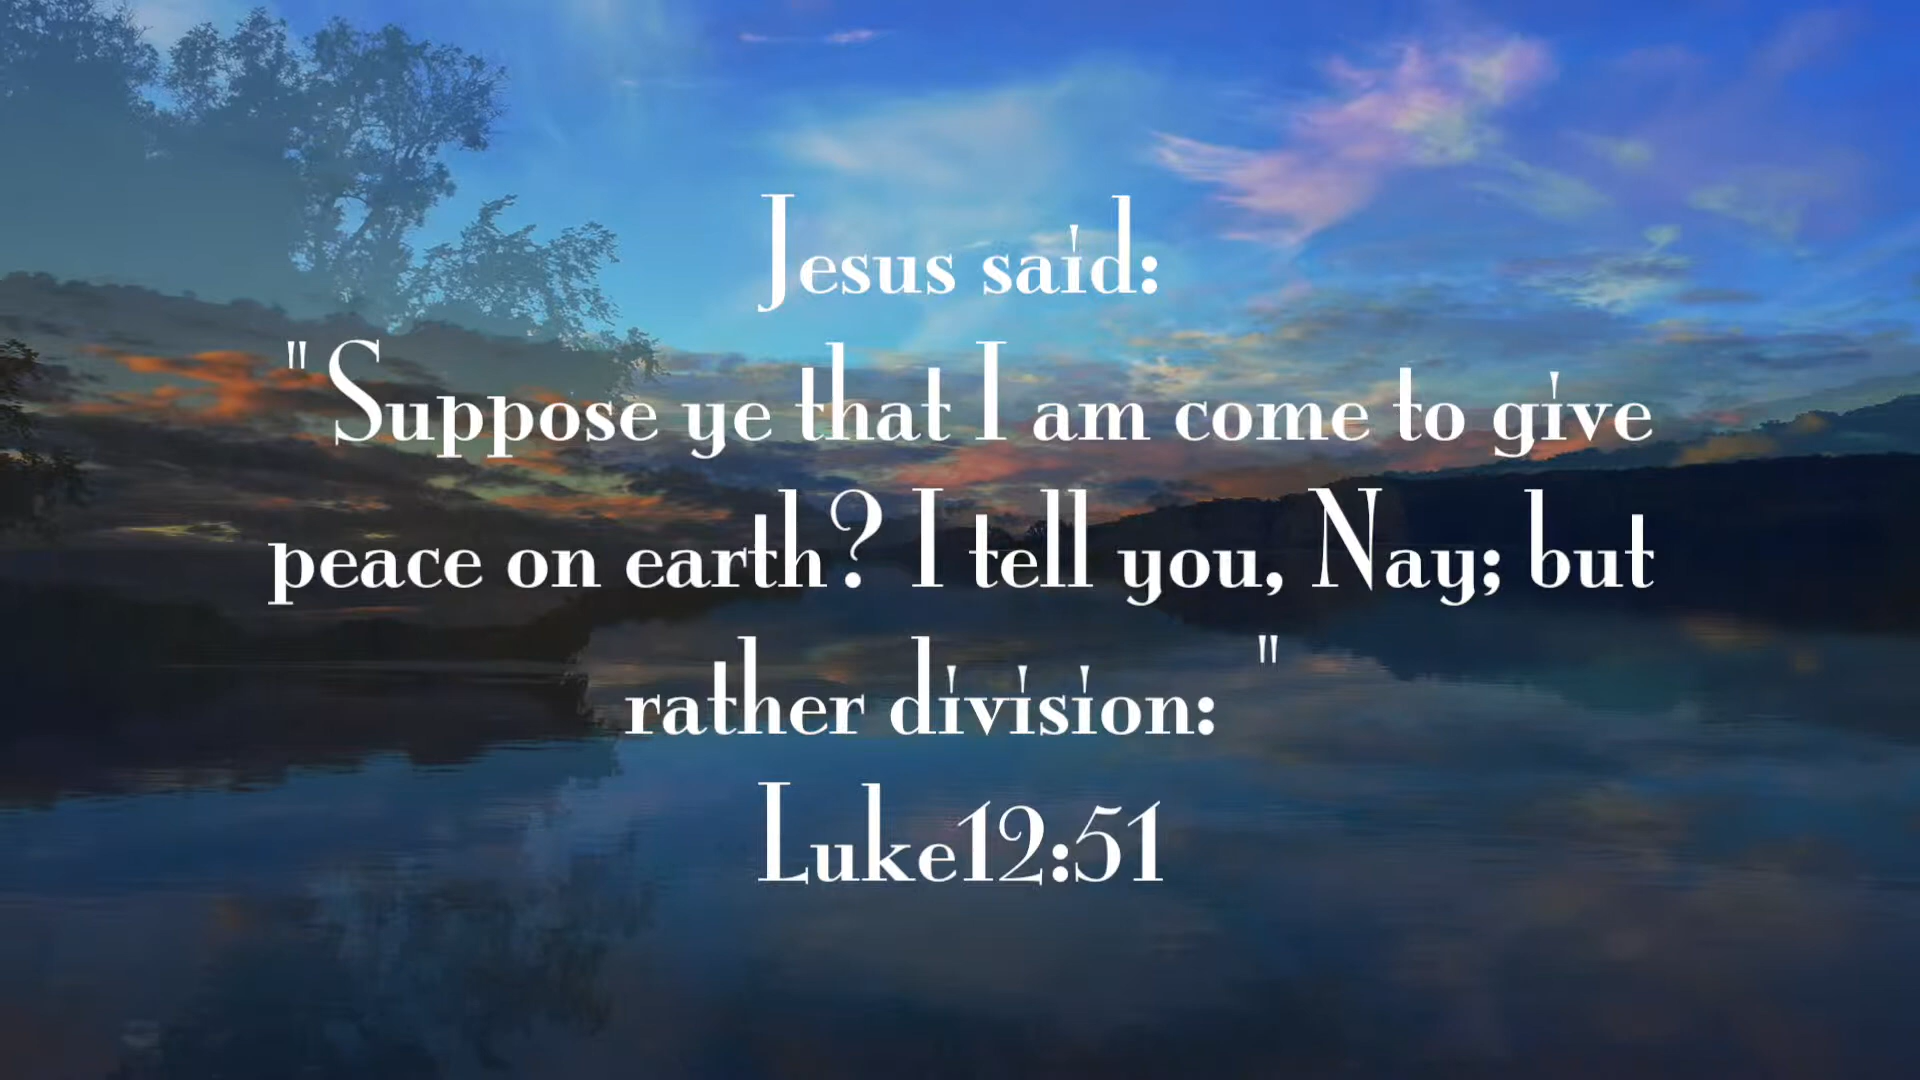 Jesus said:
"Suppose ye that I am come to give
peace on earth? I tell you, Nay; but
rather division:  "
Luke12:51